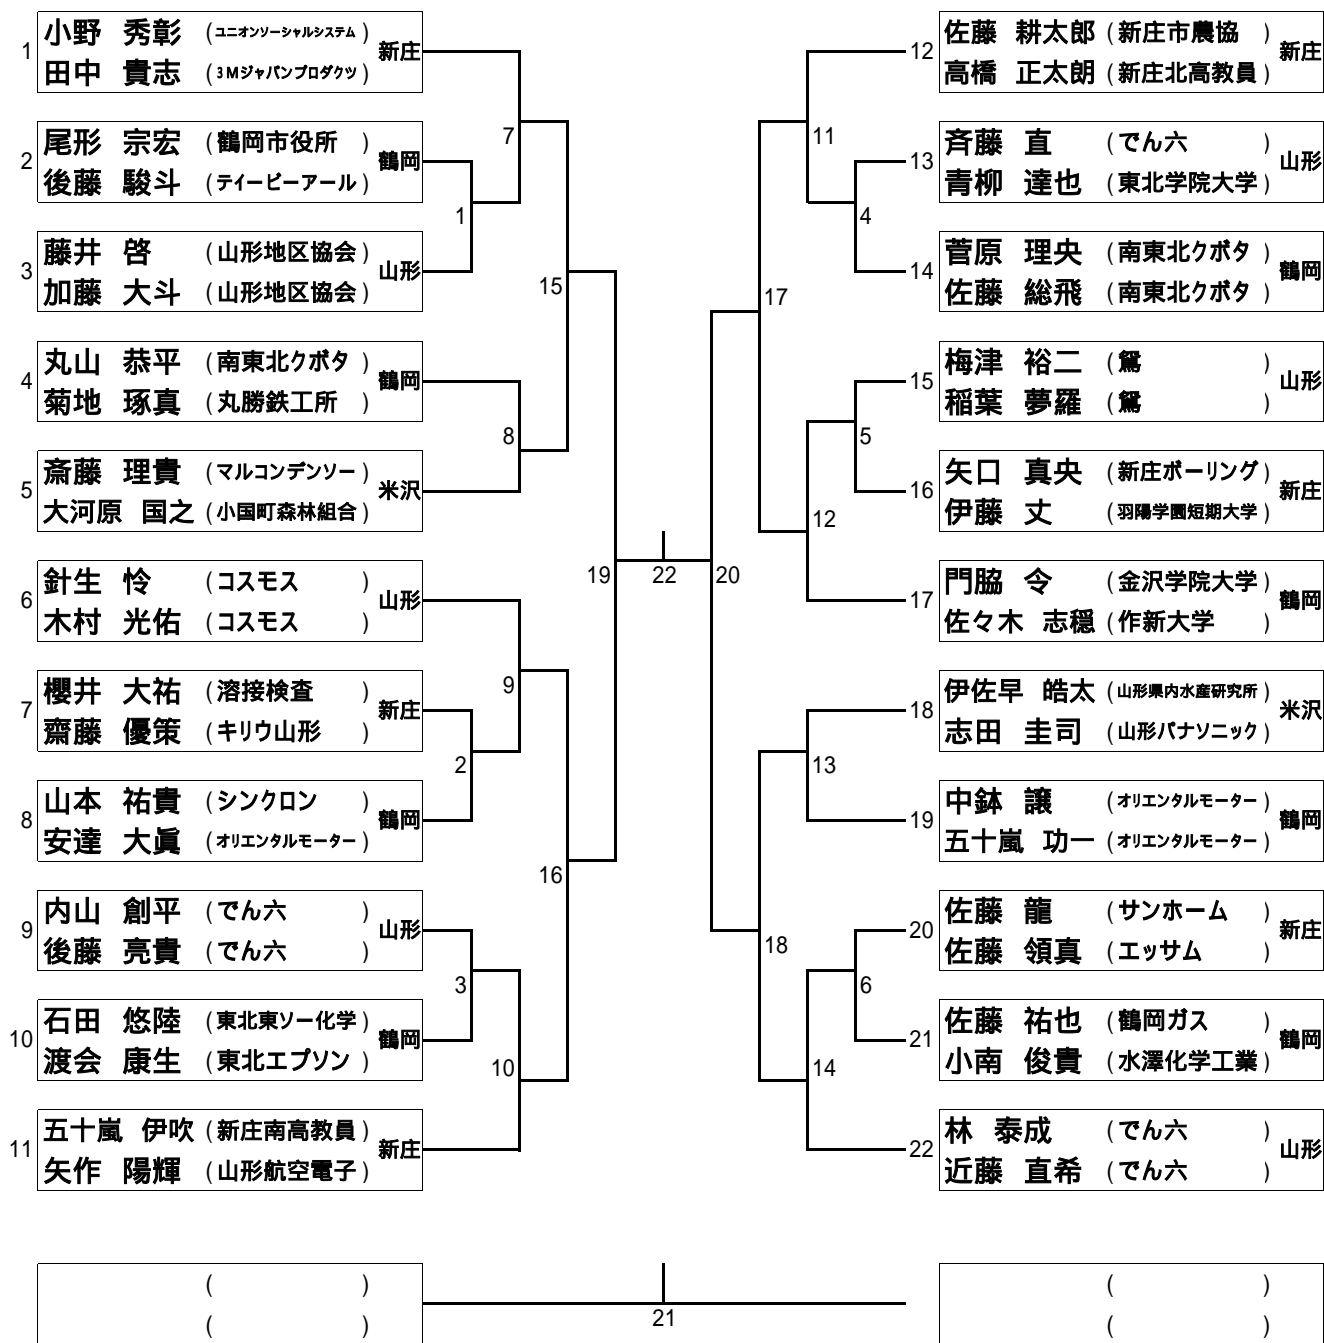 1 小野 秀彰 (ユニオンソーシャルシステム) 新庄
田中 貴志 (3Mジャパンプロダクツ)
2 尾形 宗宏 (鶴岡市役所) 鶴岡
後藤 駿斗 (テイービーアール)
3 藤井 啓 (山形地区協会) 山形
加藤 大斗 (山形地区協会)
4 丸山 恭平 (南東北クボタ) 鶴岡
菊地 琢真 (丸勝鉄工所)
5 斎藤 理貴 (マルコンデンソー) 米沢
大河原 国之 (小国町森林組合)
6 針生 怜 (コスモス) 山形
木村 光佑 (コスモス)
7 櫻井 大祐 (溶接検査) 新庄
齋藤 優策 (キリウ山形)
8 山本 祐貴 (シンクロン) 鶴岡
安達 大眞 (オリエンタルモーター)
9 内山 創平 (でん六) 山形
後藤 亮貴 (でん六)
10 石田 悠陸 (東北東ソー化学) 鶴岡
渡会 康生 (東北エプソン)
11 五十嵐 伊吹 (新庄南高教員) 新庄
矢作 陽輝 (山形航空電子)
7
1
15
8
19
9
2
16
3
10
22
20
11
4
17
5
12
13
18
6
14
12 佐藤 耕太郎 (新庄市農協) 新庄
高橋 正太朗 (新庄北高教員)
13 斉藤 直 (でん六) 山形
青柳 達也 (東北学院大学)
14 菅原 理央 (南東北クボタ) 鶴岡
佐藤 総飛 (南東北クボタ)
15 梅津 裕二 (鴛) 山形
稲葉 夢羅 (鴛)
16 矢口 真央 (新庄ボーリング) 新庄
伊藤 丈 (羽陽学園短期大学)
17 門脇 令 (金沢学院大学) 鶴岡
佐々木 志穏 (作新大学)
18 伊佐早 皓太 (山形県内水産研究所) 米沢
志田 圭司 (山形パナソニック)
19 中鉢 譲 (オリエンタルモーター) 鶴岡
五十嵐 功一 (オリエンタルモーター)
20 佐藤 龍 (サンホーム) 新庄
佐藤 領真 (エッサム)
21 佐藤 祐也 (鶴岡ガス) 鶴岡
小南 俊貴 (水澤化学工業)
22 林 泰成 (でん六) 山形
近藤 直希 (でん六)
( ) ( )
( ) ( )
21